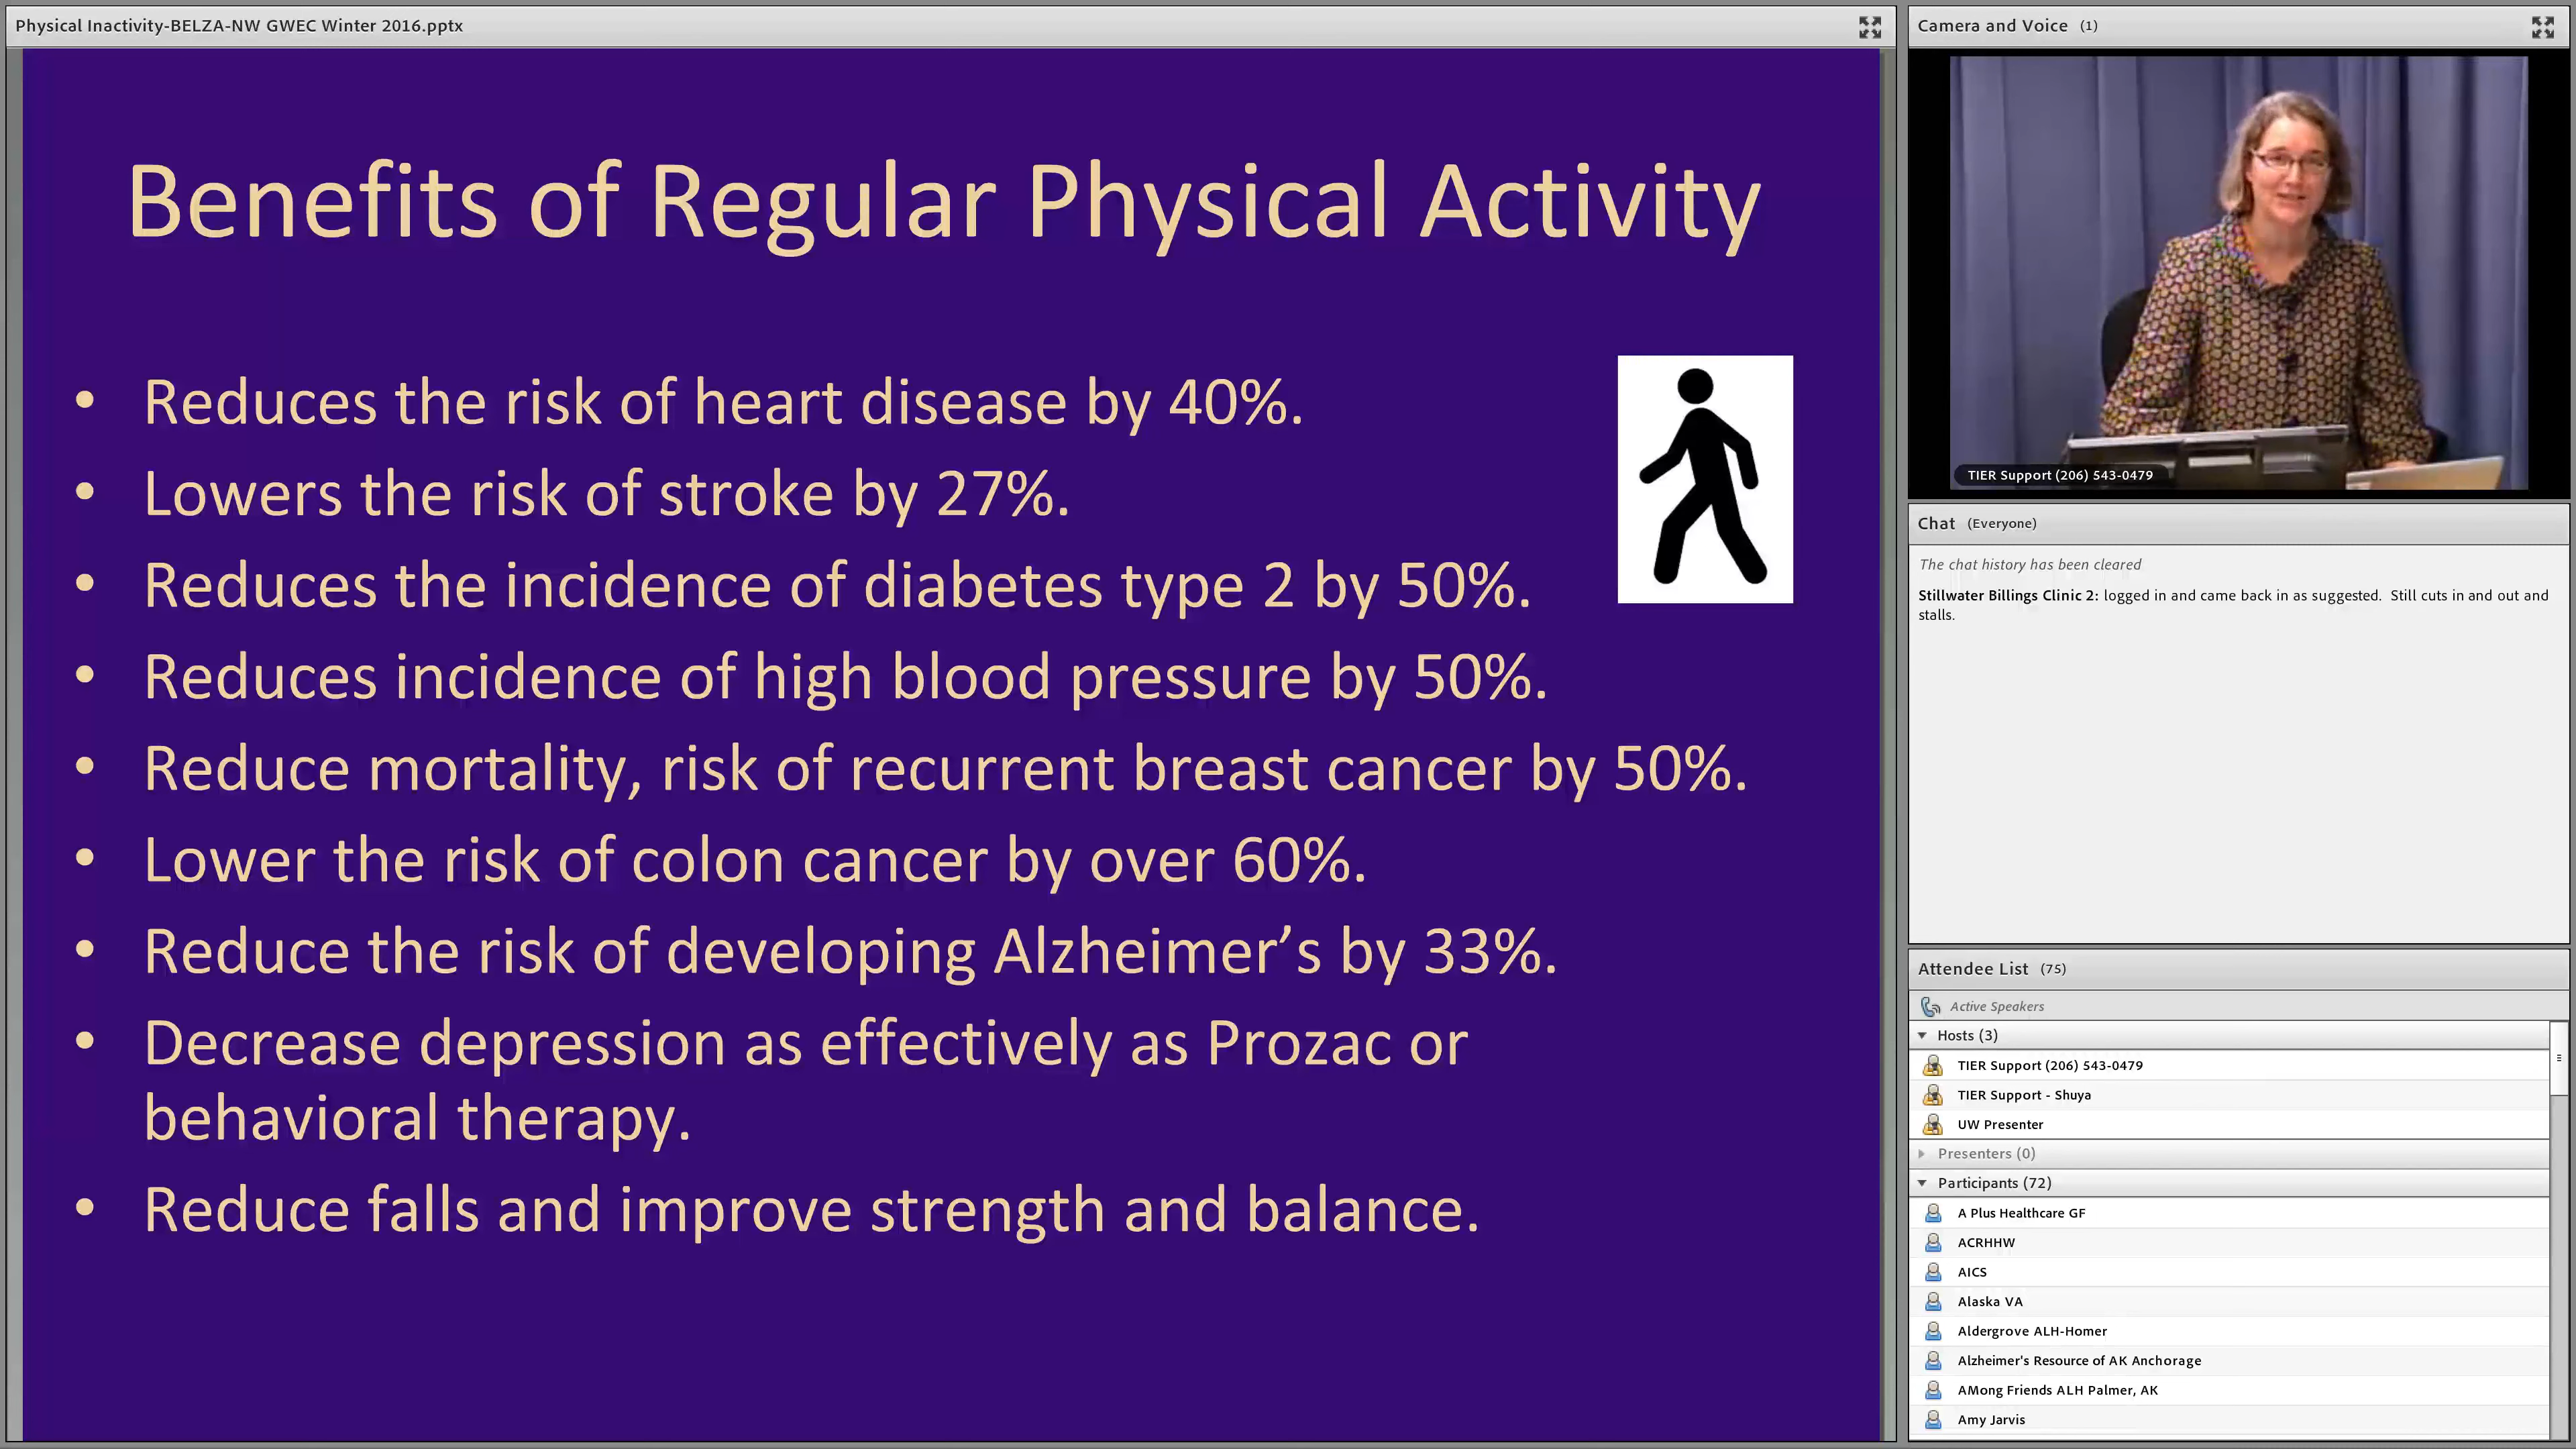 Physical Inactivity-BELZA-NW GWEC Winter 2016.pptx
Benefits of Regular Physical Activity
• Reduces the risk of heart disease by 40%.
• Lowers the risk of stroke by 27%.
• Reduces the incidence of diabetes type 2 by 50%.
• Reduces incidence of high blood pressure by 50%.
• Reduce mortality, risk of recurrent breast cancer by 50%.
• Lower the risk of colon cancer by over 60%.
• Reduce the risk of developing Alzheimer’s by 33%.
• Decrease depression as effectively as Prozac or
behavioral therapy.
• Reduce falls and improve strength and balance.
Camera and Voice (1)
TIER Support (206) 543-0479
Chat (Everyone)
The chat history has been cleared
Stillwater Billings Clinic 2: logged in and came back in as suggested. Still cuts in and out and
stalls.
Attendee List (75)
Active Speakers
Hosts (3)
TIER Support (206) 543-0479
TIER Support - Shuya
UW Presenter
Presenters (0)
Participants (72)
A Plus Healthcare GF
ACRHHW
AICS
Alaska VA
Aldergrove ALH-Homer
Alzheimer's Resource of AK Anchorage
AMong Friends ALH Palmer, AK
Amy Jarvis